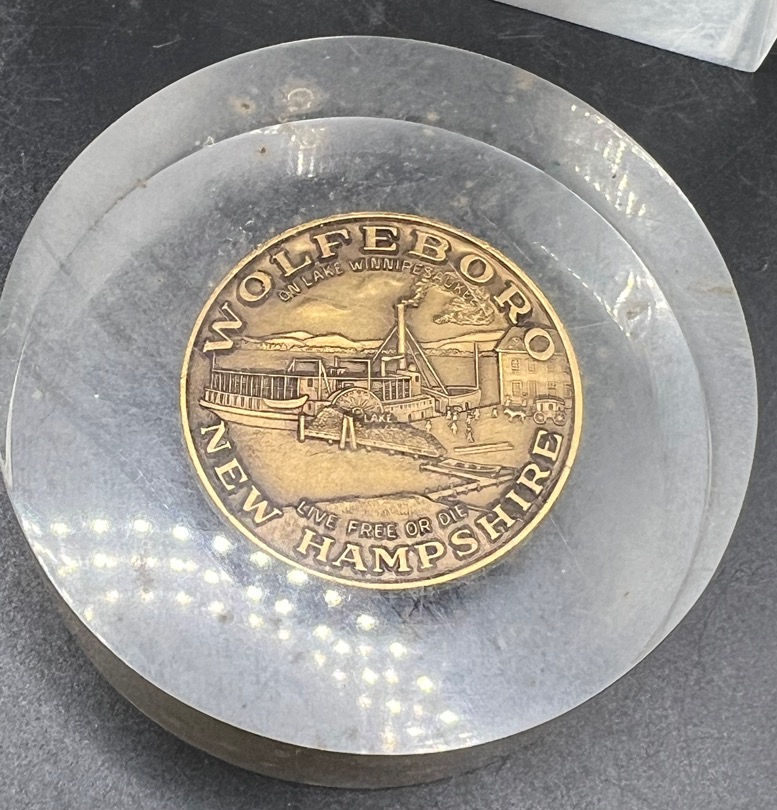 WOLFEBORO
ON LAKE WINNIPESAUKEE
LAKE
LIVE FREE OR DIE
NEW HAMPSHIRE